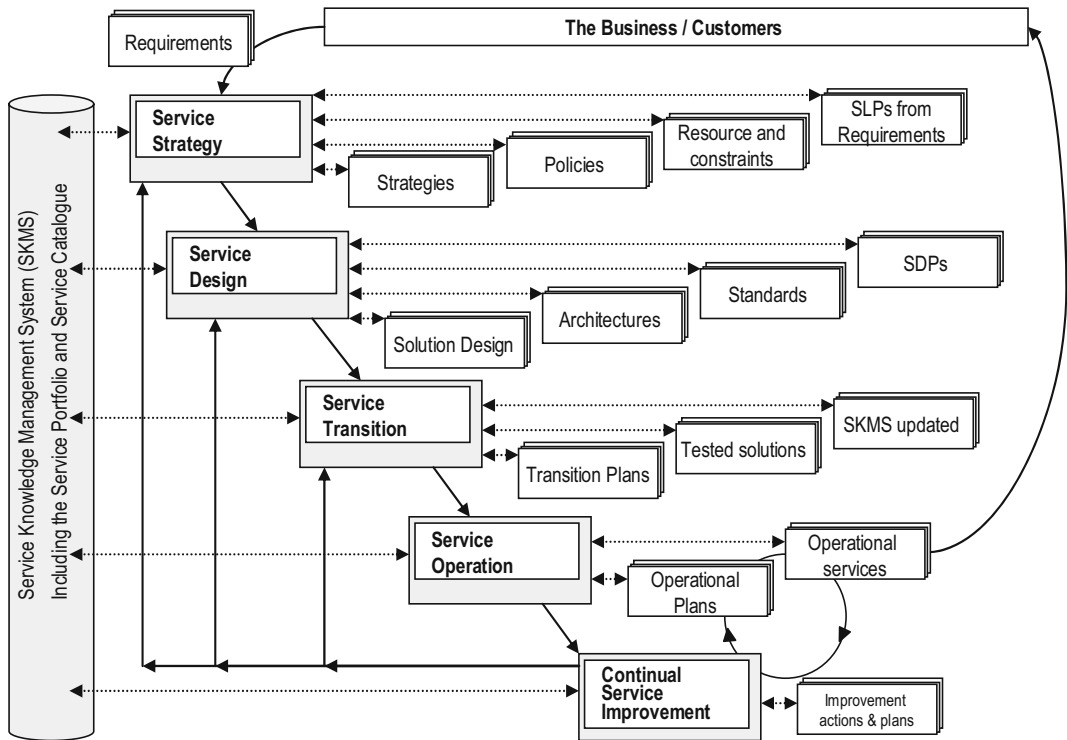 The Business / Customers
Requirements
Service Knowledge Management System (SKMS)
Including the Service Portfolio and Service Catalogue
Service
Strategy
SLPs from
Requirements
Resource and
constraints
Policies
Strategies
Service
Design
SDPs
Standards
Architectures
Solution Design
Service
Transition
SKMS updated
Tested solutions
Transition Plans
Service
Operation
Operational
services
Operational
Plans
Continual
Service
Improvement
Improvement
actions & plans